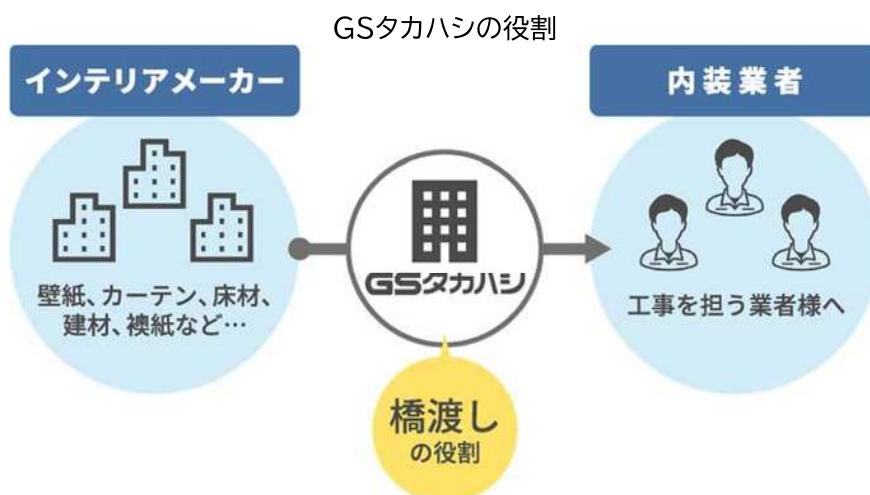 GSタカハシの役割
インテリアメーカー
壁紙、カーテン、床材、
建材、襖紙など…
GSタカハシ
橋渡し
の役割
内装業者
工事を担う業者様へ